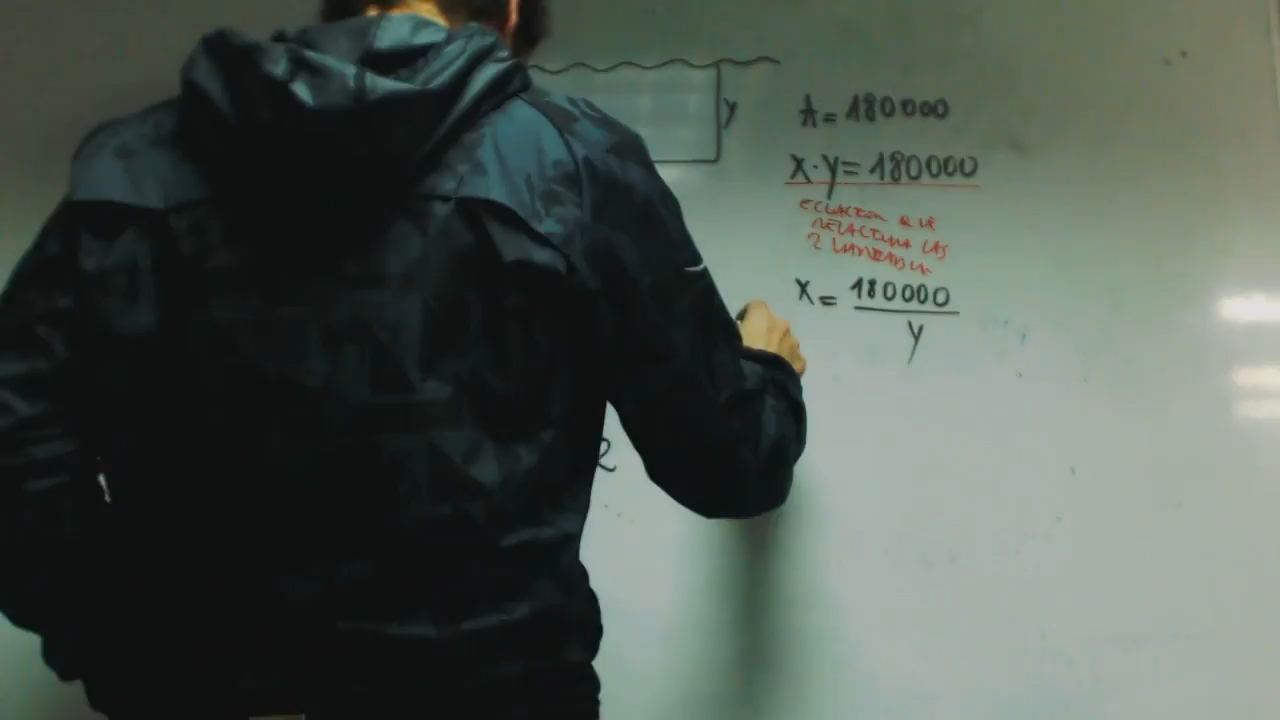 y
A = 180000
X·y = 180000
ECUACION QUE
RELACIONA LAS
2 VARIABLES
X = 180000
y